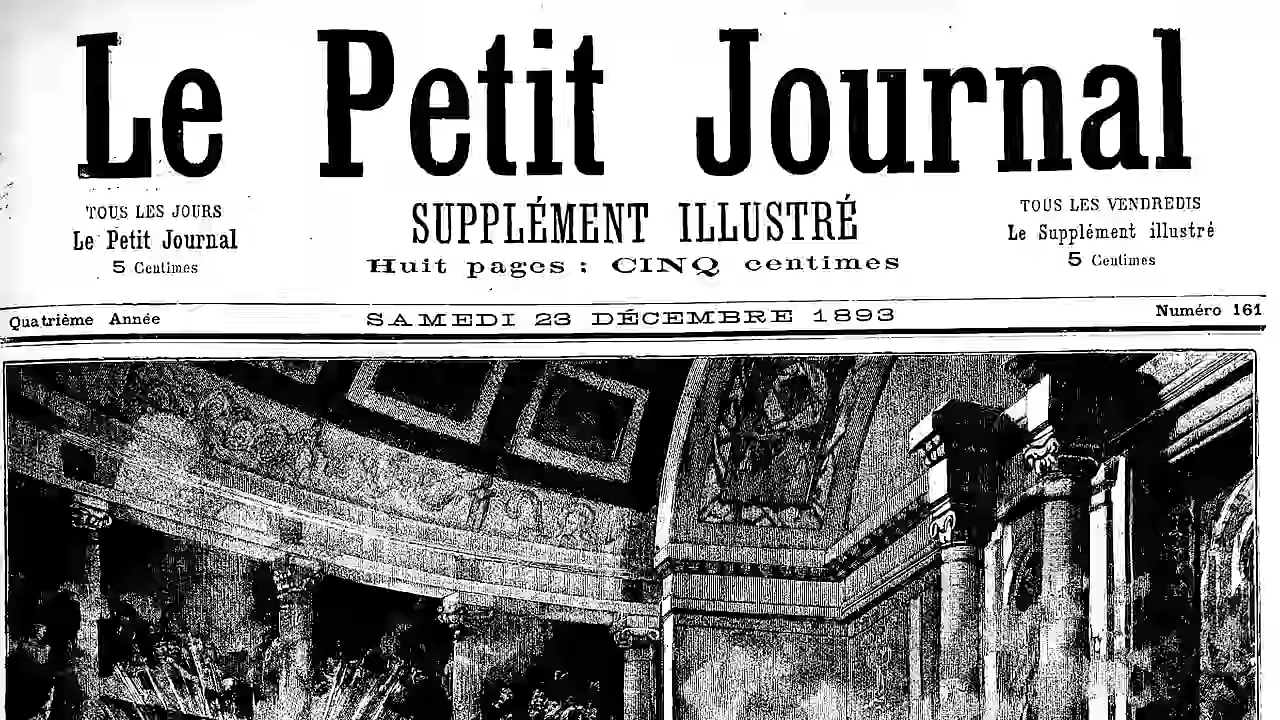 Le Petit Journal
TOUS LES JOURS
Le Petit Journal
5 Centimes
SUPPLÉMENT ILLUSTRÉ
Huit pages : CINQ centimes
TOUS LES VENDREDIS
Le Supplément illustré
5 Centimes
Quatrième Année
SAMEDI 23 DÉCEMBRE 1893
Numéro 161